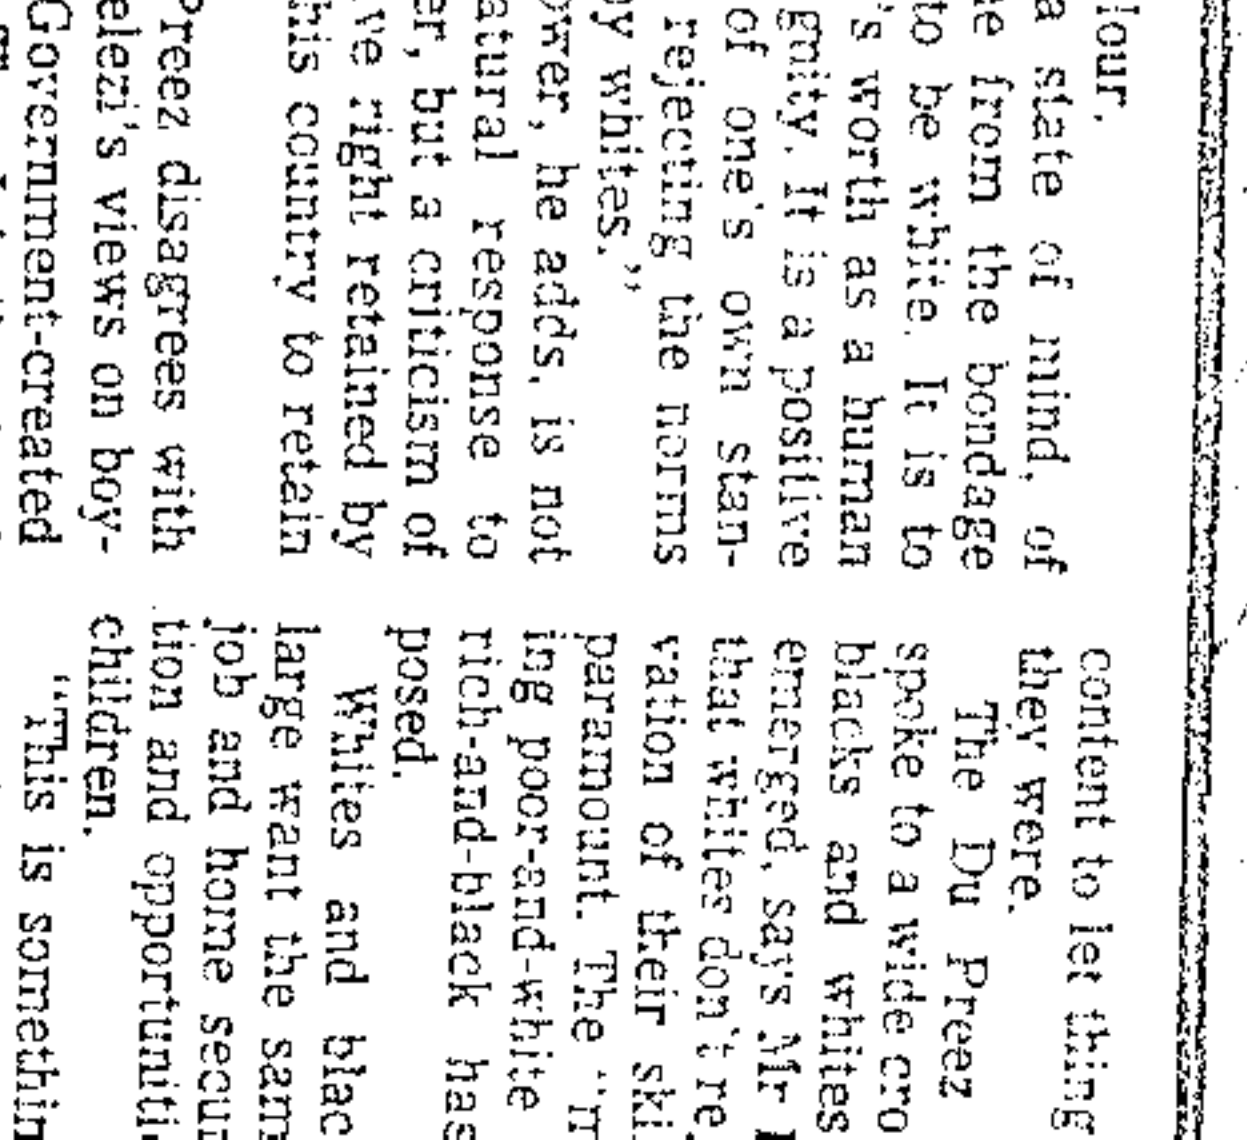 lour.
a state of mind, of
e from the bondage
to be white. It is to
's worth as a human
gnity. It is a positive
of one's own stan-
rejecting the norms
by whites."
ower, he adds, is not
atural response to
er, but a criticism of
ve right retained by
his country to retain
Preez disagrees with
elezi's views on boy-
Government-created
content to let thing
they were.
The Du Preez
spoke to a wide cro
blacks and whites
emerged, says Mr
that whites don't re
vation of their ski
paramount. The
ing poor-and-white
rich-and-black has
posed.
Whites and blac
large want the sam
job and home secu
tion and opportuniti
children.
"This is somethin